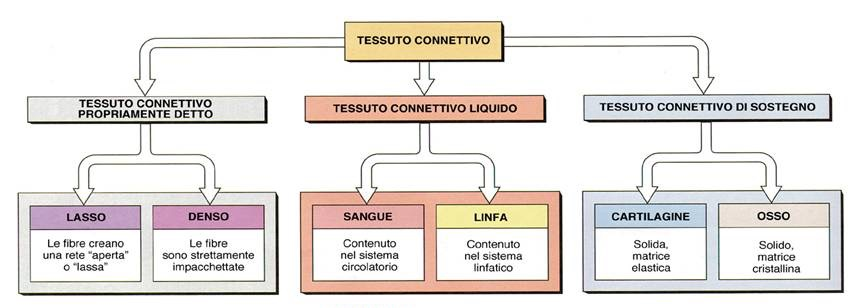 TESSUTO CONNETTIVO
TESSUTO CONNETTIVO
PROPRIAMENTE DETTO
TESSUTO CONNETTIVO LIQUIDO
TESSUTO CONNETTIVO DI SOSTEGNO
LASSO
Le fibre creano
una rete “aperta”
o “lassa”
DENSO
Le fibre
sono strettamente
impacchettate
SANGUE
Contenuto
nel sistema
circolatorio
LINFA
Contenuto
nel sistema
linfatico
CARTILAGINE
Solida,
matrice
elastica
OSSO
Solido,
matrice
cristallina